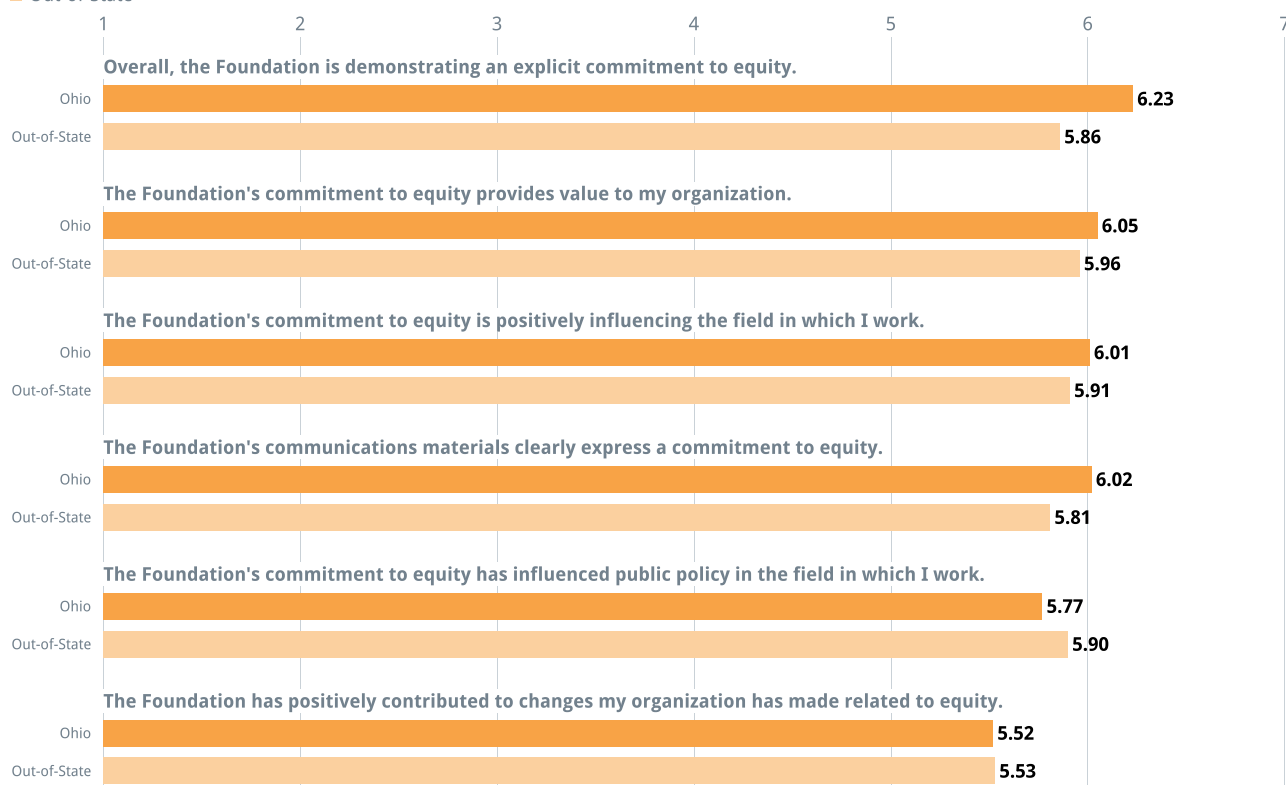 1 2 3 4 5 6 7
Overall, the Foundation is demonstrating an explicit commitment to equity.
Ohio 6.23
Out-of-State 5.86
The Foundation's commitment to equity provides value to my organization.
Ohio 6.05
Out-of-State 5.96
The Foundation's commitment to equity is positively influencing the field in which I work.
Ohio 6.01
Out-of-State 5.91
The Foundation's communications materials clearly express a commitment to equity.
Ohio 6.02
Out-of-State 5.81
The Foundation's commitment to equity has influenced public policy in the field in which I work.
Ohio 5.77
Out-of-State 5.90
The Foundation has positively contributed to changes my organization has made related to equity.
Ohio 5.52
Out-of-State 5.53